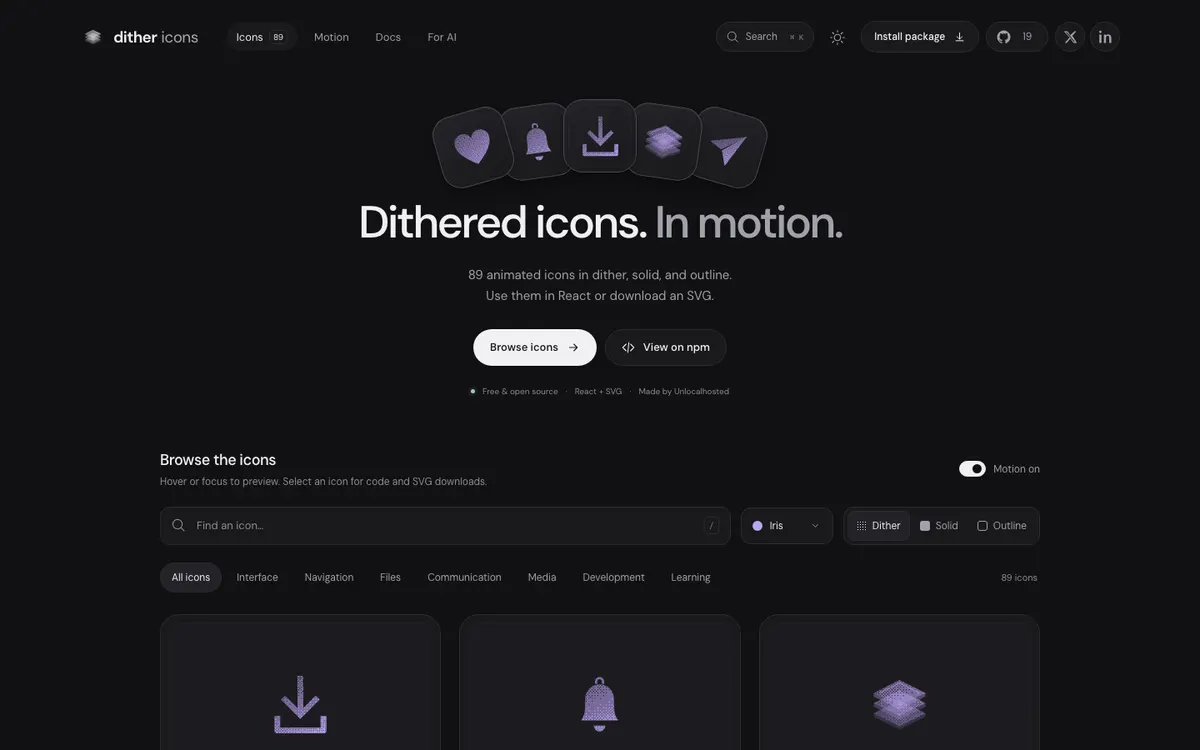 dither icons
Icons 89
Motion
Docs
For AI
Search ⌘ K
Install package
19
in
Dithered icons. In motion.
89 animated icons in dither, solid, and outline.
Use them in React or download an SVG.
Browse icons →
</> View on npm
Free & open source · React + SVG · Made by Unlocalhosted
Browse the icons
Hover or focus to preview. Select an icon for code and SVG downloads.
Motion on
Find an icon... /
Iris
Dither
Solid
Outline
All icons
Interface
Navigation
Files
Communication
Media
Development
Learning
89 icons